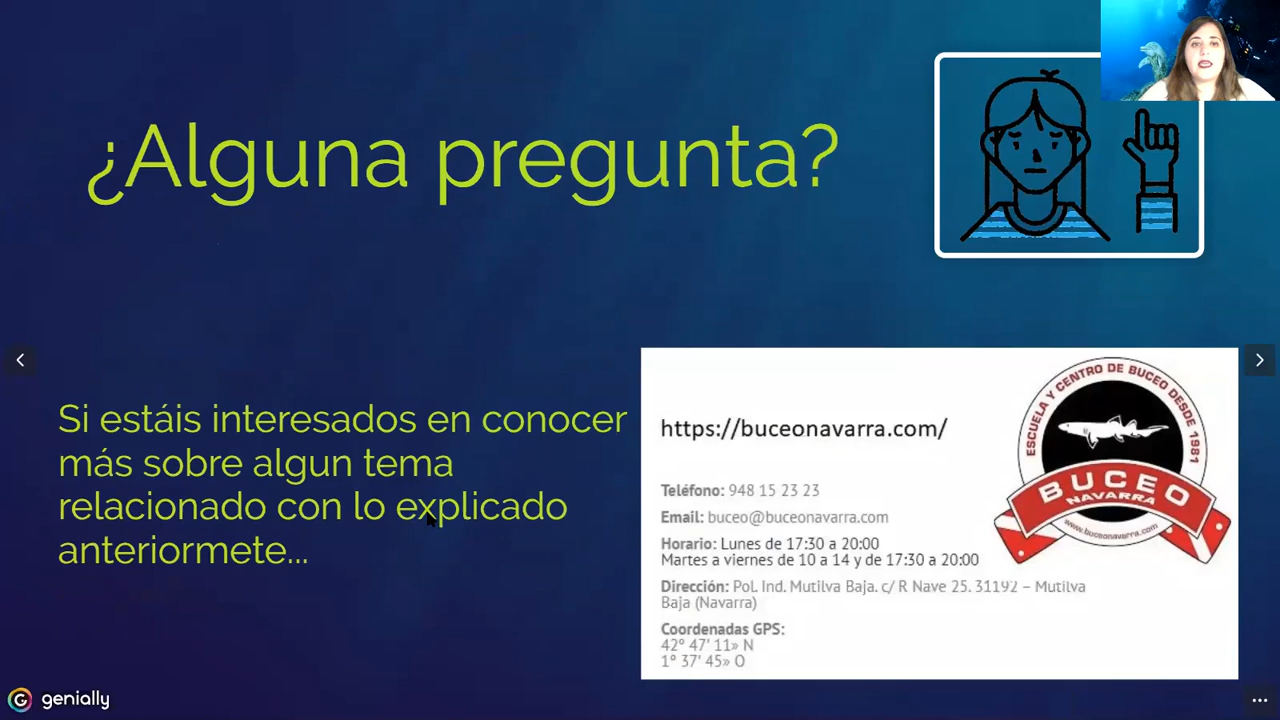 ¿Alguna pregunta?
Si estáis interesados en conocer
más sobre algun tema
relacionado con lo explicado
anteriormete...
https://buceonavarra.com/
Teléfono: 948 15 23 23
Email: buceo@buceonavarra.com
Horario: Lunes de 17:30 a 20:00
Martes a viernes de 10 a 14 y de 17:30 a 20:00
Dirección: Pol. Ind. Mutilva Baja. c/ R Nave 25. 31192 – Mutilva
Baja (Navarra)
Coordenadas GPS:
42º 47' 11» N
1º 37' 45» O
ESCUELA Y CENTRO DE BUCEO DESDE 1981
BUCEO
NAVARRA
www.buceonavarra.com
genially